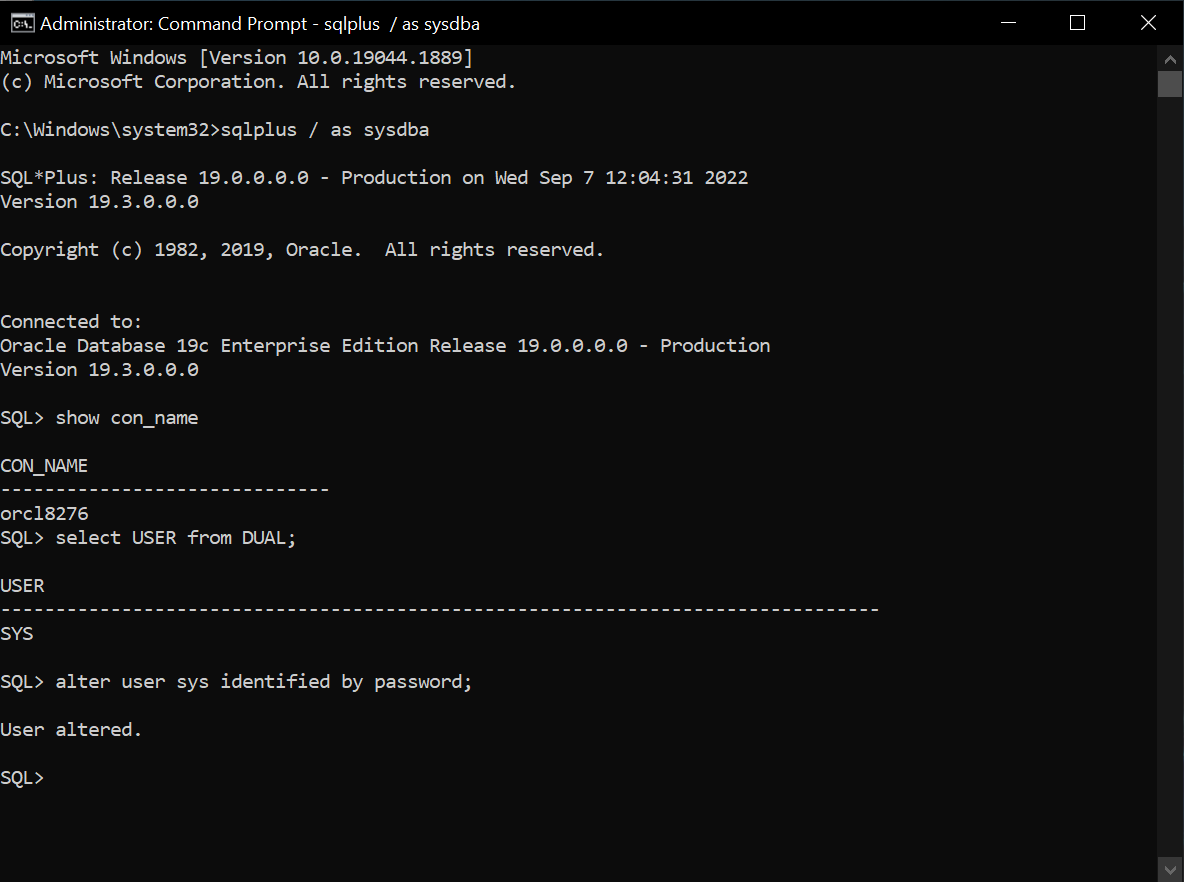 Administrator: Command Prompt - sqlplus  / as sysdba
Microsoft Windows [Version 10.0.19044.1889]
(c) Microsoft Corporation. All rights reserved.
C:\Windows\system32>sqlplus / as sysdba
SQL*Plus: Release 19.0.0.0.0 - Production on Wed Sep 7 12:04:31 2022
Version 19.3.0.0.0
Copyright (c) 1982, 2019, Oracle.  All rights reserved.
Connected to:
Oracle Database 19c Enterprise Edition Release 19.0.0.0.0 - Production
Version 19.3.0.0.0
SQL> show con_name
CON_NAME
------------------------------
orcl8276
SQL> select USER from DUAL;
USER
--------------------------------------------------------------------------------
SYS
SQL> alter user sys identified by password;
User altered.
SQL>